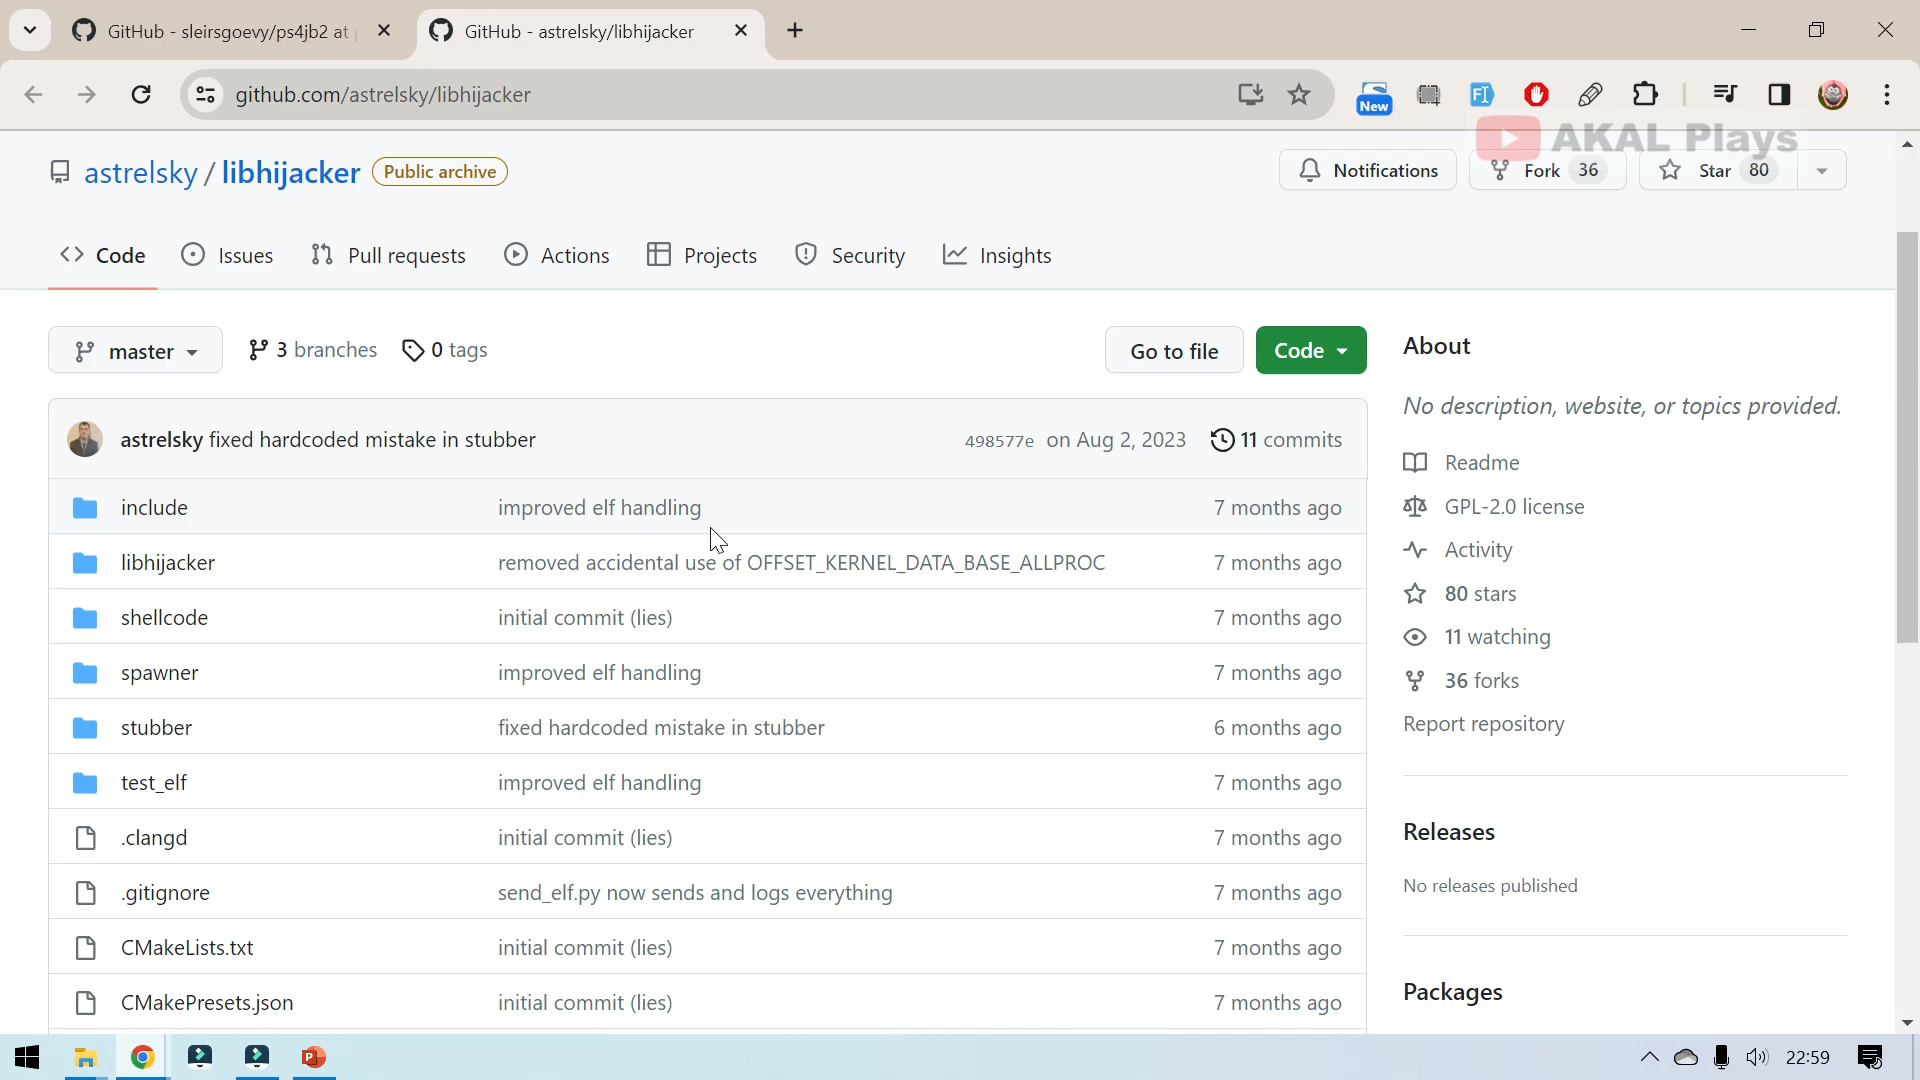 GitHub - sleirsgoevy/ps4jb2 at
GitHub - astrelsky/libhijacker
github.com/astrelsky/libhijacker
New
AKAL Plays
astrelsky / libhijacker Public archive
Notifications
Fork 36
Star 80
Code
Issues
Pull requests
Actions
Projects
Security
Insights
master
3 branches
0 tags
Go to file
Code
About
No description, website, or topics provided.
astrelsky fixed hardcoded mistake in stubber 498577e on Aug 2, 2023 11 commits
include improved elf handling 7 months ago
libhijacker removed accidental use of OFFSET_KERNEL_DATA_BASE_ALLPROC 7 months ago
shellcode initial commit (lies) 7 months ago
spawner improved elf handling 7 months ago
stubber fixed hardcoded mistake in stubber 6 months ago
test_elf improved elf handling 7 months ago
.clangd initial commit (lies) 7 months ago
.gitignore send_elf.py now sends and logs everything 7 months ago
CMakeLists.txt initial commit (lies) 7 months ago
CMakePresets.json initial commit (lies) 7 months ago
Readme
GPL-2.0 license
Activity
80 stars
11 watching
36 forks
Report repository
Releases
No releases published
Packages
22:59